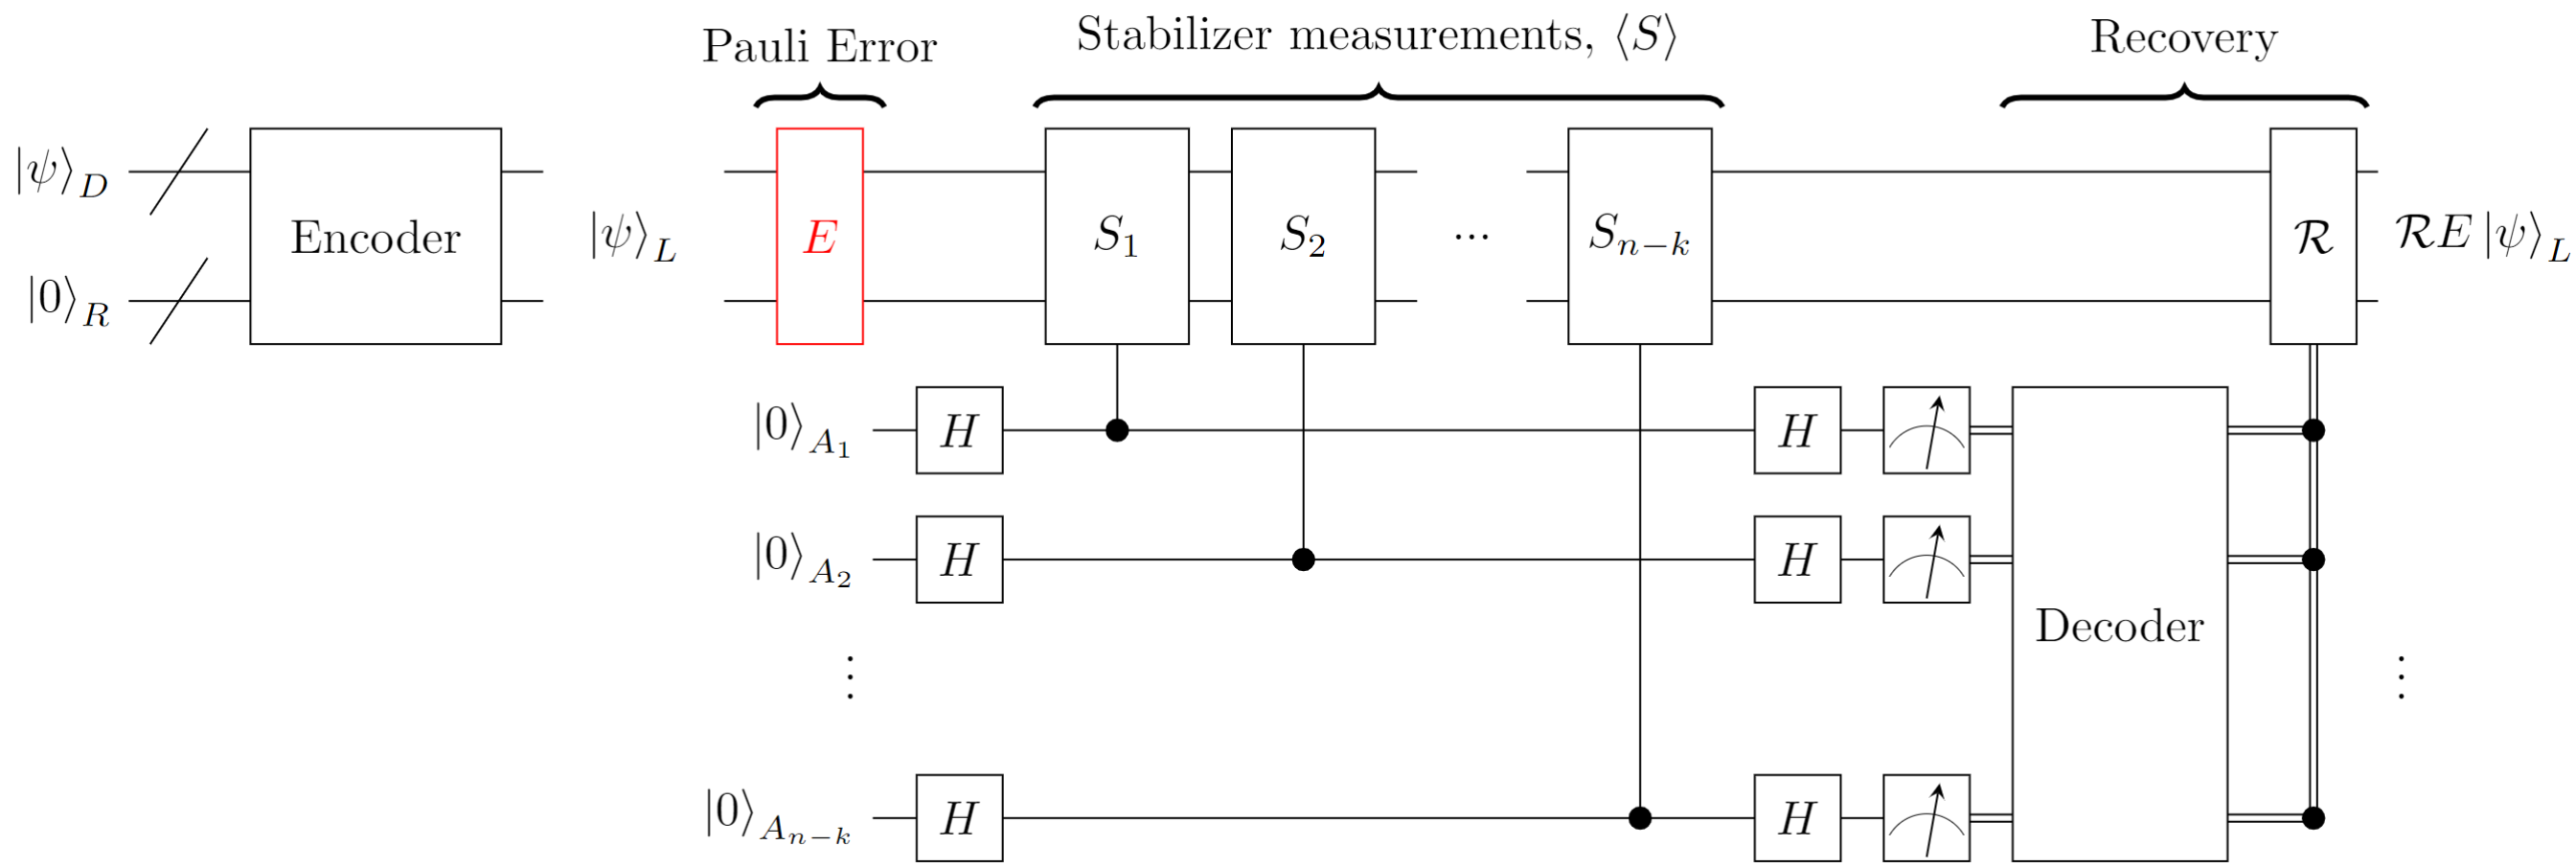 Pauli Error
Stabilizer measurements, ⟨S⟩
Recovery
|ψ⟩_D
|0⟩_R
Encoder
|ψ⟩_L
E
S_1
S_2
...
S_{n−k}
R
RE |ψ⟩_L
|0⟩_{A_1}
H
H
|0⟩_{A_2}
H
H
Decoder
⋮
⋮
|0⟩_{A_{n−k}}
H
H